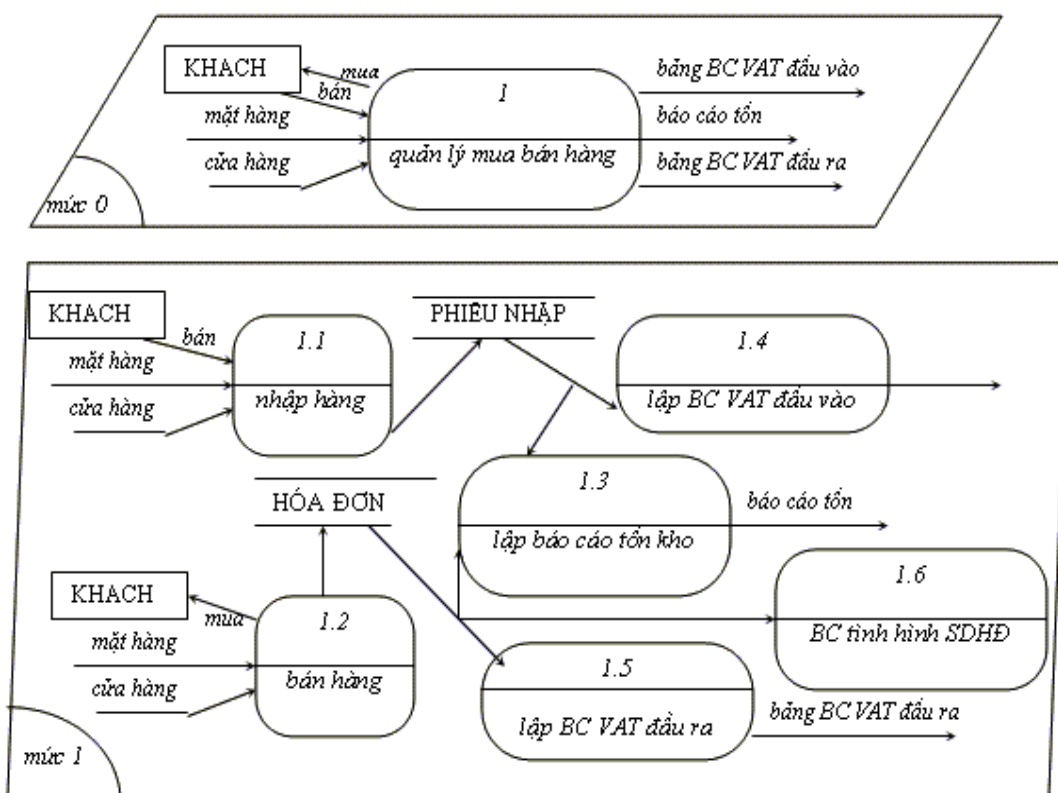 KHACH
mua
bán
mặt hàng
cửa hàng
1
quản lý mua bán hàng
bảng BC VAT đầu vào
báo cáo tồn
bảng BC VAT đầu ra
mức 0
KHACH
bán
mặt hàng
cửa hàng
1.1
nhập hàng
PHIẾU NHẬP
1.4
lập BC VAT đầu vào
1.3
lập báo cáo tồn kho
báo cáo tồn
HÓA ĐƠN
1.6
BC tình hình SDHĐ
KHACH
mua
mặt hàng
cửa hàng
1.2
bán hàng
1.5
lập BC VAT đầu ra
bảng BC VAT đầu ra
mức 1